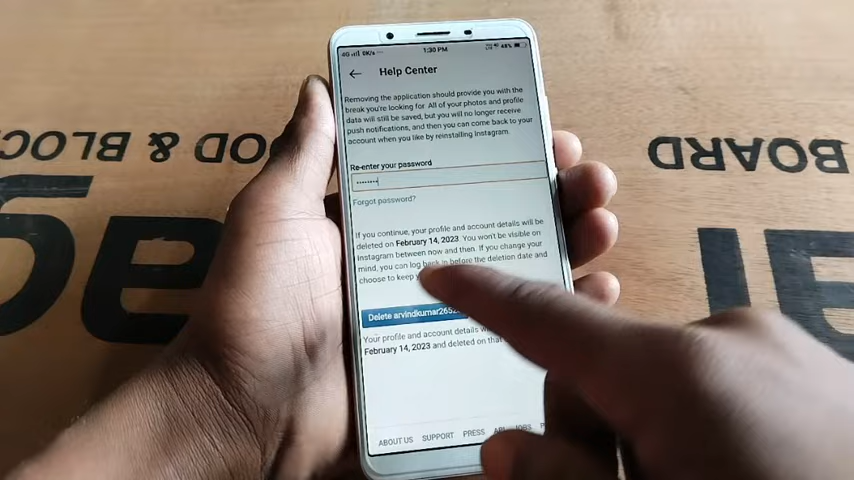 4G
1:30 PM
48%
Help Center
Removing the application should provide you with the
break you're looking for. All of your photos and profile
data will still be saved, but you will no longer receive
push notifications, and then you can come back to your
account when you like by reinstalling Instagram.
Re-enter your password
Forgot password?
If you continue, your profile and account details will be
deleted on February 14, 2023. You won't be visible on
Instagram between now and then. If you change your
mind, you can log back in before the deletion date and
choose to keep
Delete arvindkumar2652
Your profile and account details
February 14, 2023 and deleted on that
ABOUT US SUPPORT PRESS API JOBS
OOD & BLOC
BOARD